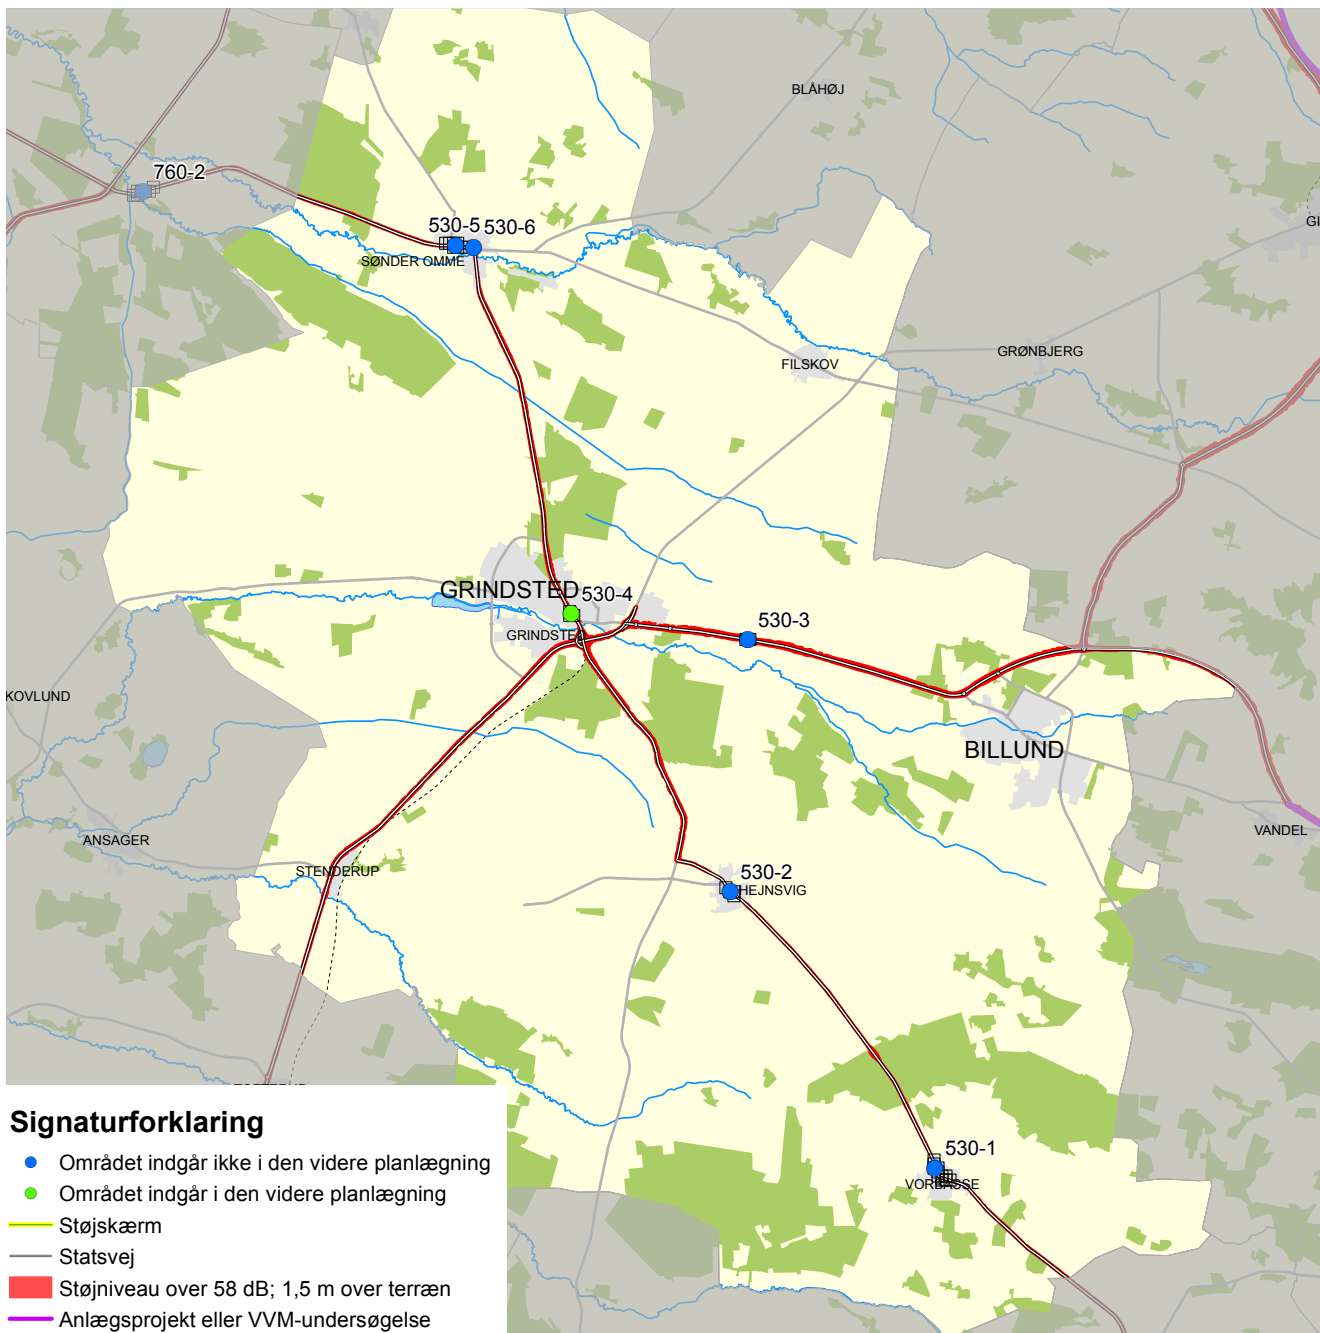 BLÅHØJ
760-2
GI
530-5
530-6
SØNDER OMME
GRØNBJERG
FILSKOV
GRINDSTED
530-4
530-3
GRINDSTED
KOVLUND
BILLUND
VANDEL
ANSAGER
STENDERUP
530-2
HEJNSVIG
530-1
VORBASSE
Signaturforklaring
Området indgår ikke i den videre planlægning
Området indgår i den videre planlægning
Støjskærm
Statsvej
Støjniveau over 58 dB; 1,5 m over terræn
Anlægsprojekt eller VVM-undersøgelse